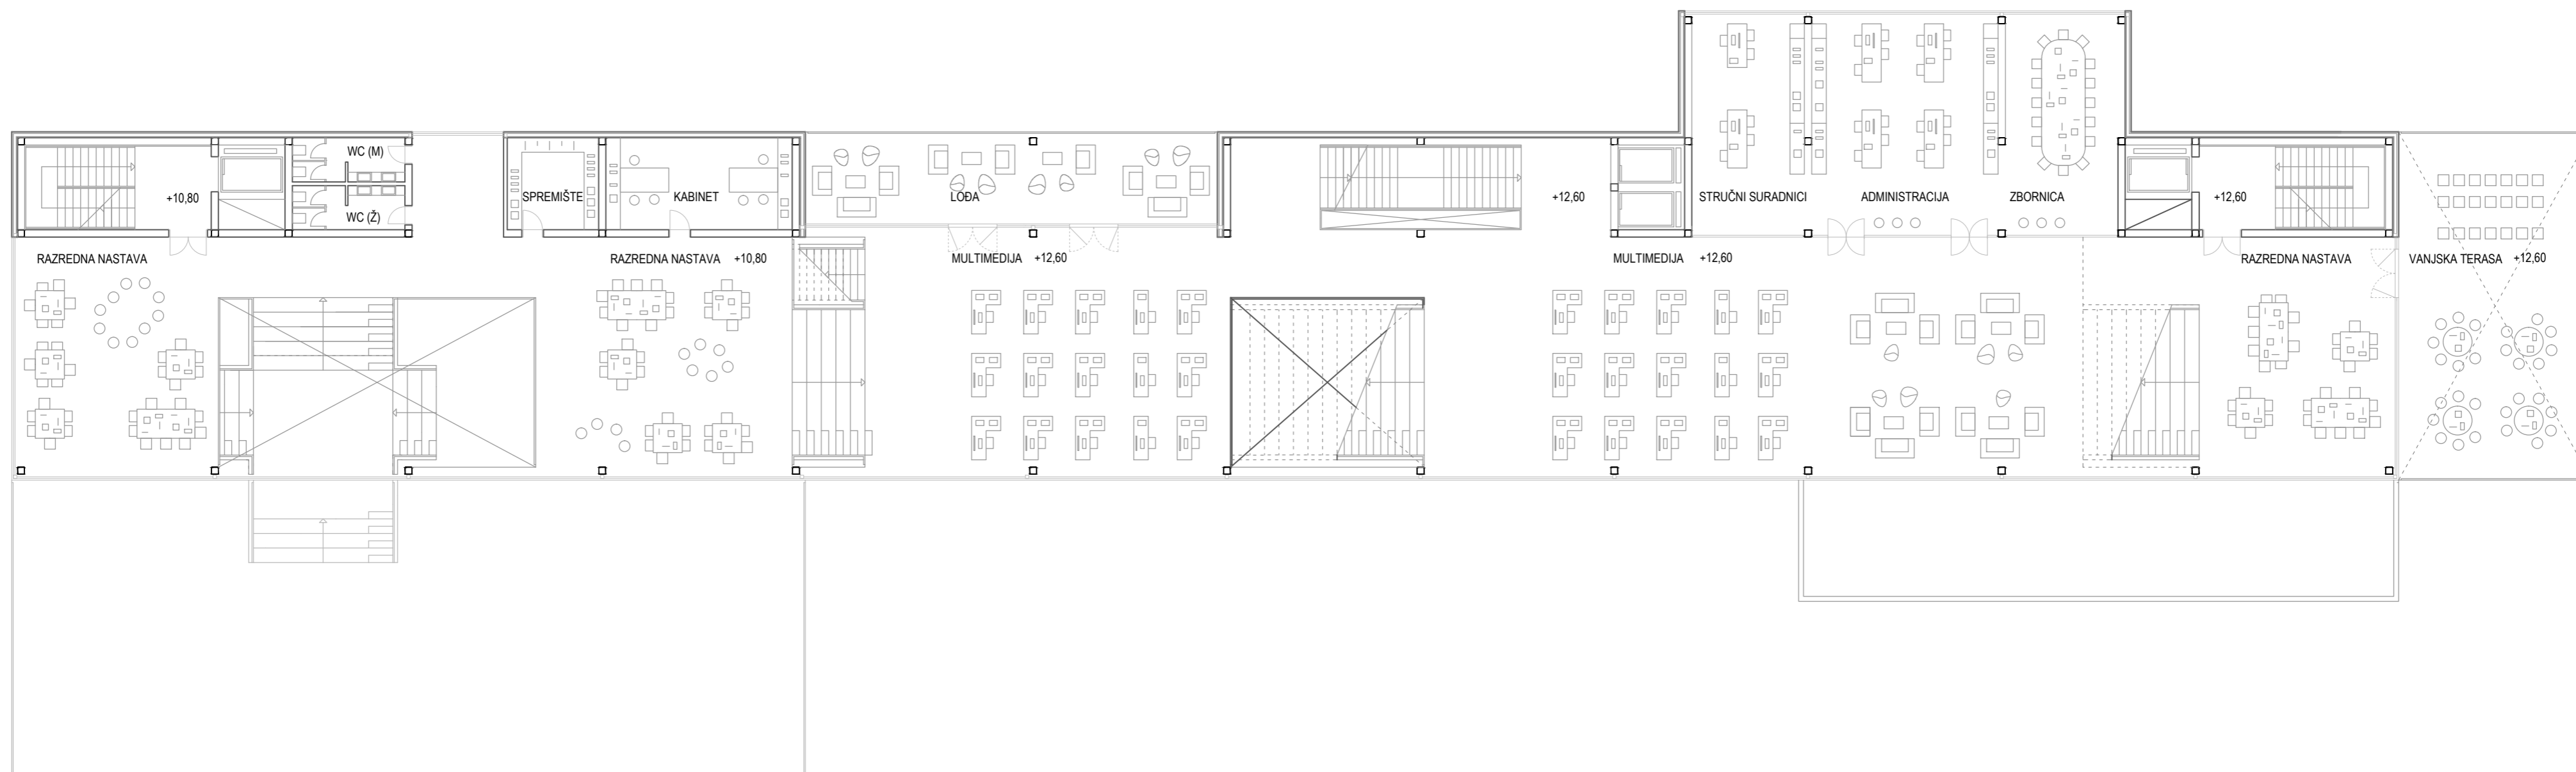 WC (M)
+10,80
WC (Ž)
SPREMIŠTE
KABINET
LOĐA
+12,60
STRUČNI SURADNICI
ADMINISTRACIJA
ZBORNICA
+12,60
RAZREDNA NASTAVA
RAZREDNA NASTAVA +10,80
MULTIMEDIJA +12,60
MULTIMEDIJA +12,60
RAZREDNA NASTAVA
VANJSKA TERASA +12,60